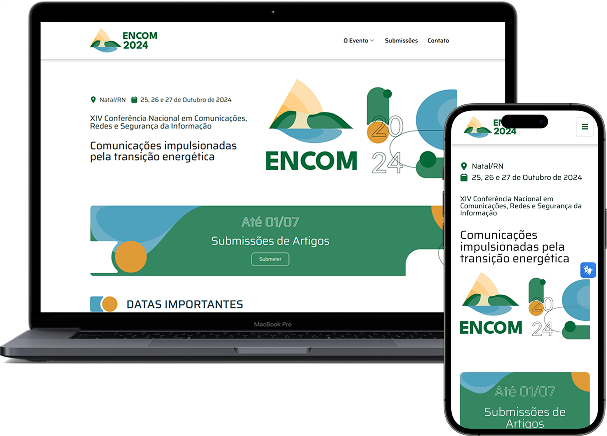 ENCOM
2024
O Evento
Submissões
Contato
Natal/RN
25, 26 e 27 de Outubro de 2024
XIV Conferência Nacional em Comunicações,
Redes e Segurança da Informação
Comunicações impulsionadas
pela transição energética
ENCOM
20
24
Até 01/07
Submissões de Artigos
Submeter
DATAS IMPORTANTES
MacBook Pro
ENCOM
2024
Natal/RN
25, 26 e 27 de Outubro de 2024
XIV Conferência Nacional em
Comunicações, Redes e Segurança da
Informação
Comunicações
impulsionadas pela
transição energética
ENCOM
20
24
Até 01/07
Submissões de
Artigos